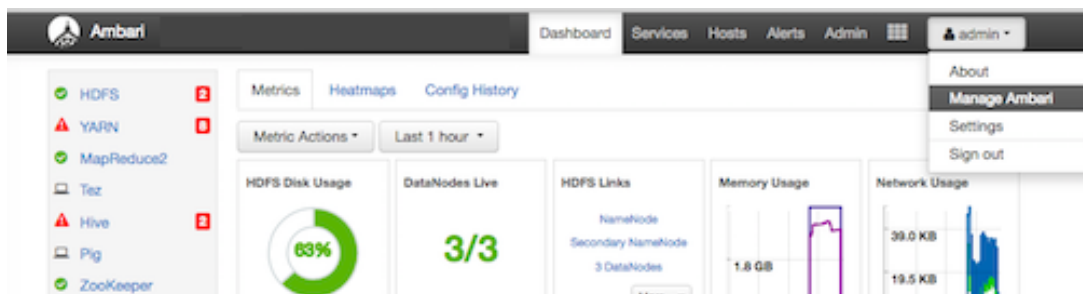 Ambari
Dashboard Services Hosts Alerts Admin admin
About
Manage Ambari
Settings
Sign out
HDFS 2
YARN
MapReduce2
Tez
Hive 2
Pig
ZooKeeper
Metrics Heatmaps Config History
Metric Actions Last 1 hour
HDFS Disk Usage
63%
DataNodes Live
3/3
HDFS Links
NameNode
Secondary NameNode
3 DataNodes
Memory Usage
1.8 GB
Network Usage
39.0 KB
19.5 KB